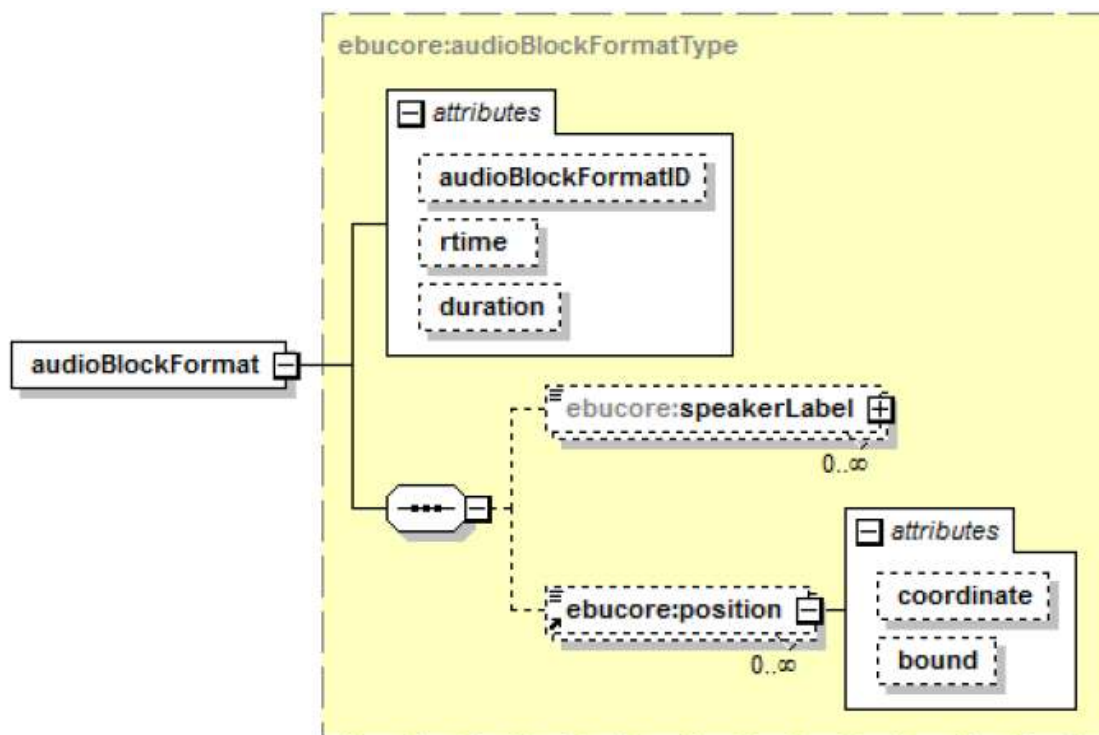 ebucore:audioBlockFormatType
attributes
audioBlockFormatID
rtime
duration
audioBlockFormat
ebucore:speakerLabel
0..∞
attributes
coordinate
ebucore:position
bound
0..∞